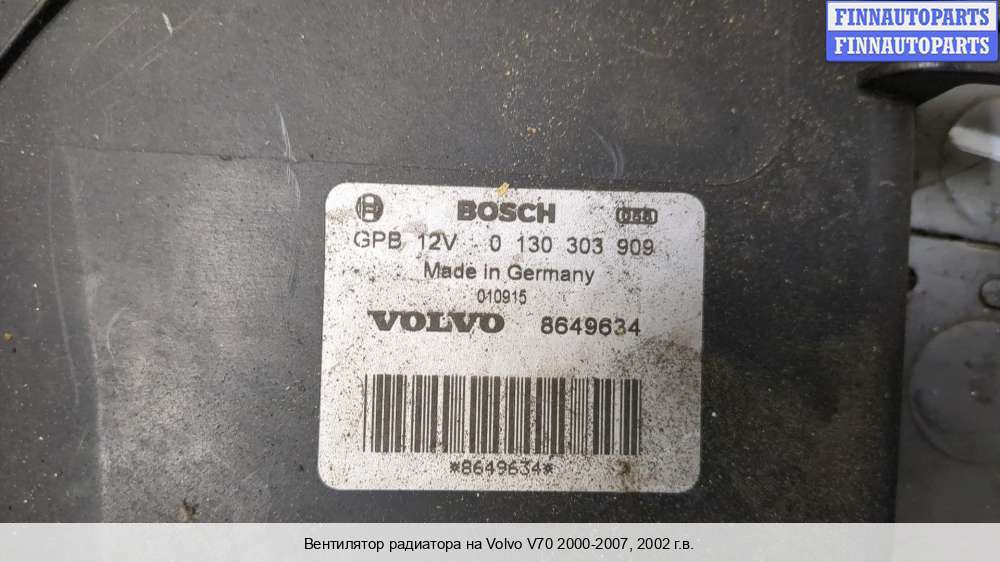 FINNAUTOPARTS
FINNAUTOPARTS
BOSCH
GPB 12V 0 130 303 909
Made in Germany
010915
VOLVO 8649634
*8649634*
Вентилятор радиатора на Volvo V70 2000-2007, 2002 г.в.